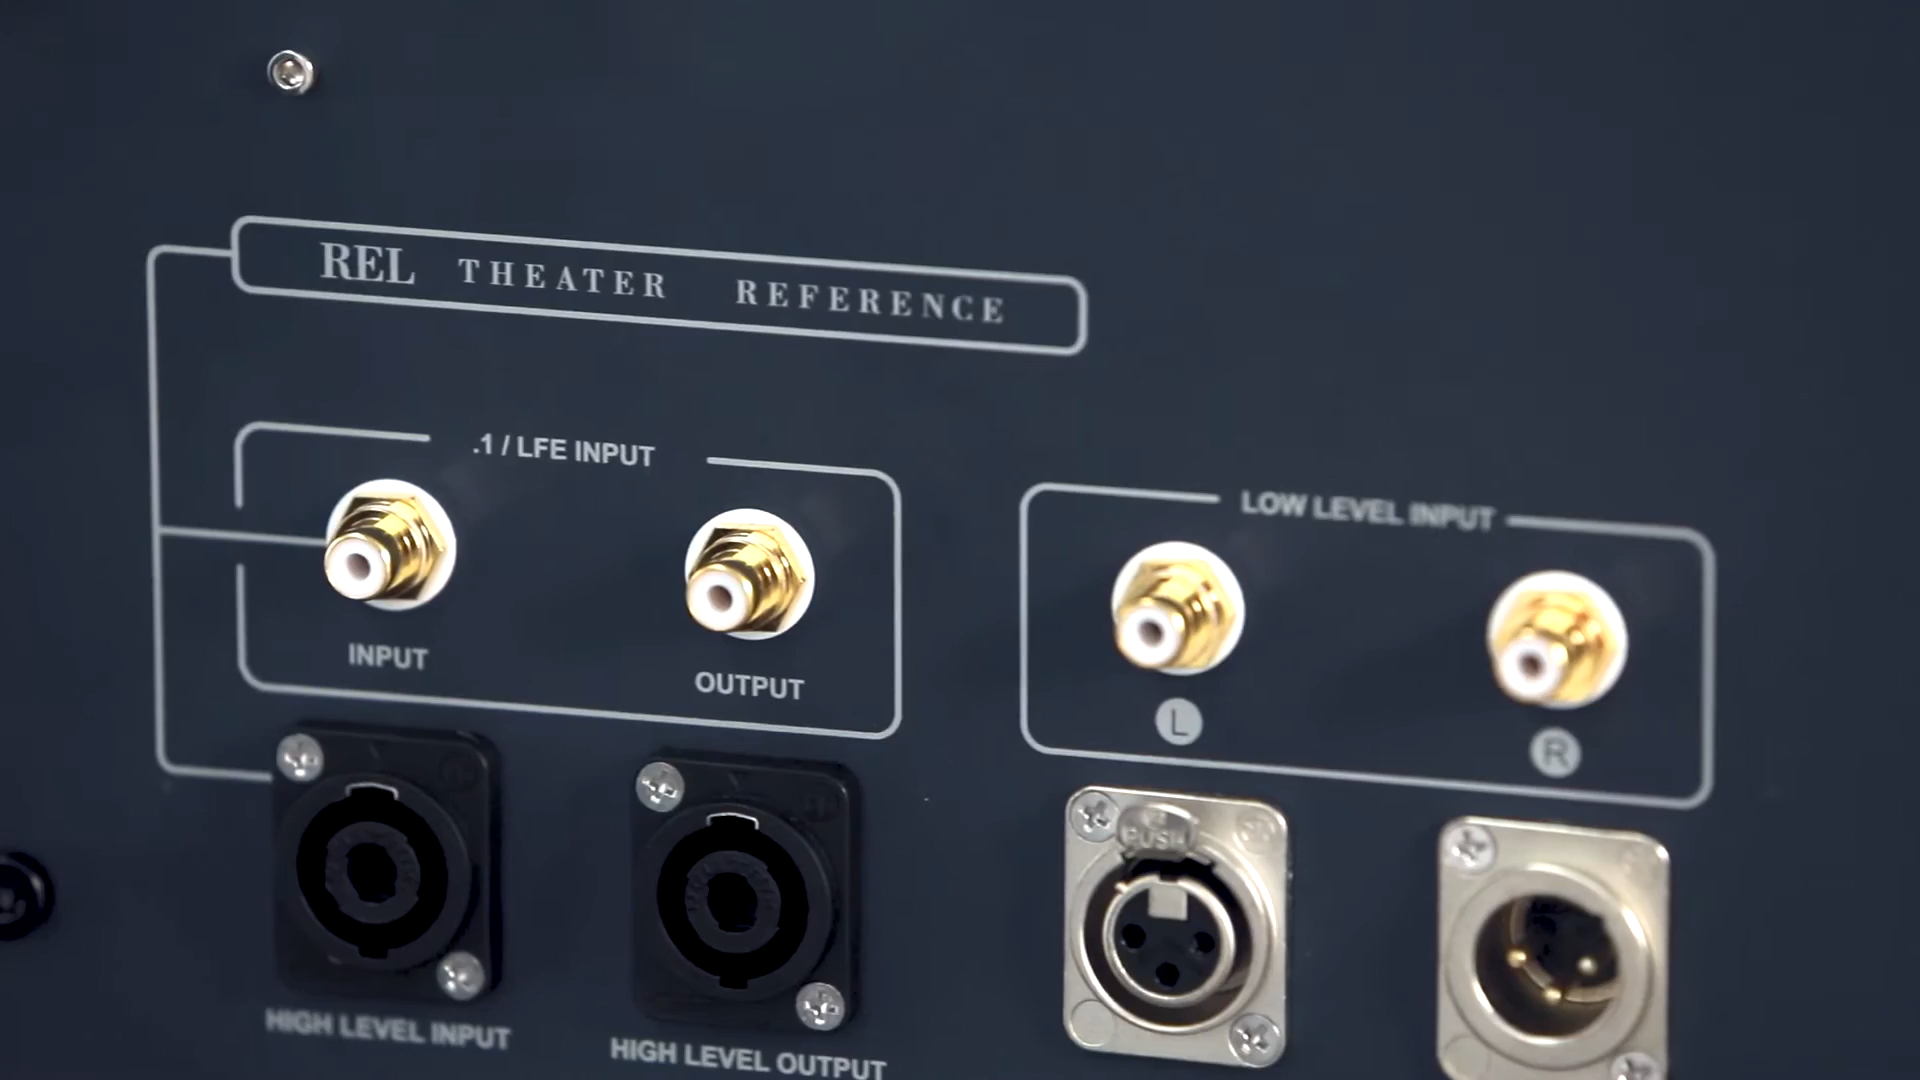 REL THEATER REFERENCE
.1 / LFE INPUT
LOW LEVEL INPUT
INPUT
OUTPUT
L
R
PUSH
HIGH LEVEL INPUT
HIGH LEVEL OUTPUT